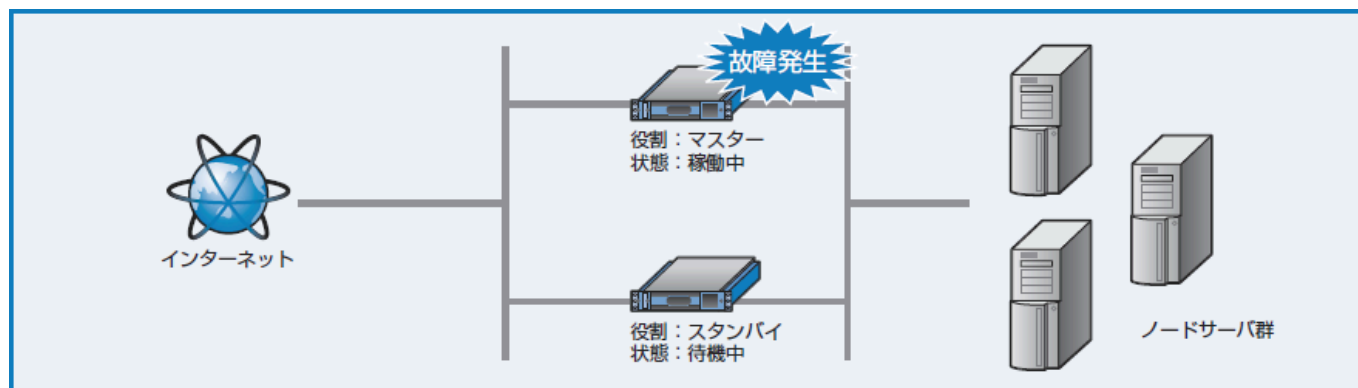 故障発生
役割：マスター
状態：稼働中
インターネット
役割：スタンバイ
状態：待機中
ノードサーバ群